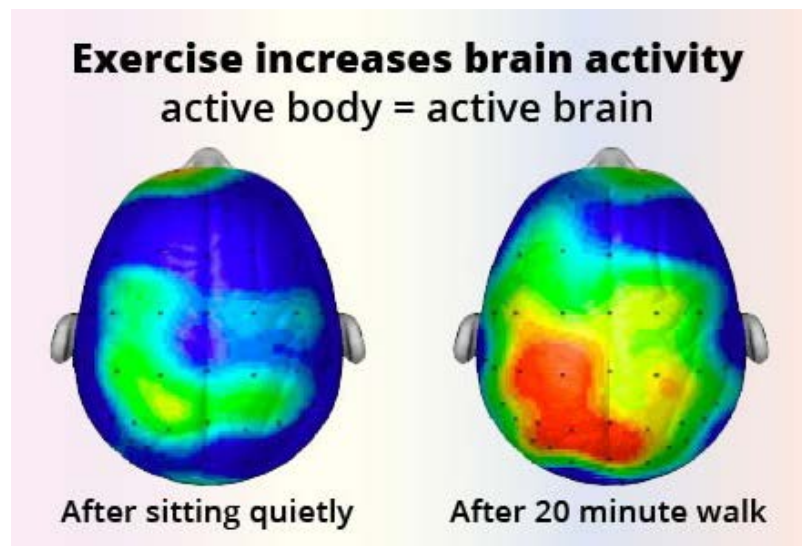 Exercise increases brain activity
active body = active brain
After sitting quietly
After 20 minute walk